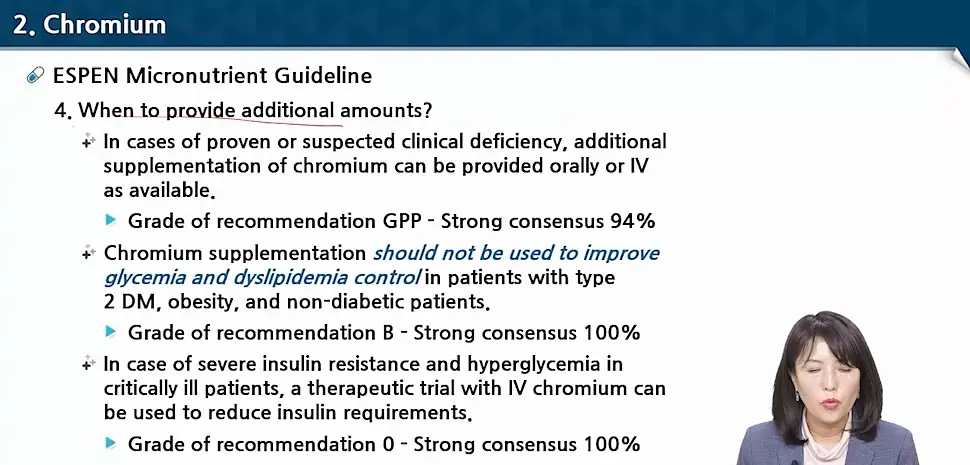 2. Chromium
ESPEN Micronutrient Guideline
4. When to provide additional amounts?
In cases of proven or suspected clinical deficiency, additional
supplementation of chromium can be provided orally or IV
as available.
Grade of recommendation GPP - Strong consensus 94%
Chromium supplementation should not be used to improve
glycemia and dyslipidemia control in patients with type
2 DM, obesity, and non-diabetic patients.
Grade of recommendation B - Strong consensus 100%
In case of severe insulin resistance and hyperglycemia in
critically ill patients, a therapeutic trial with IV chromium can
be used to reduce insulin requirements.
Grade of recommendation 0 - Strong consensus 100%